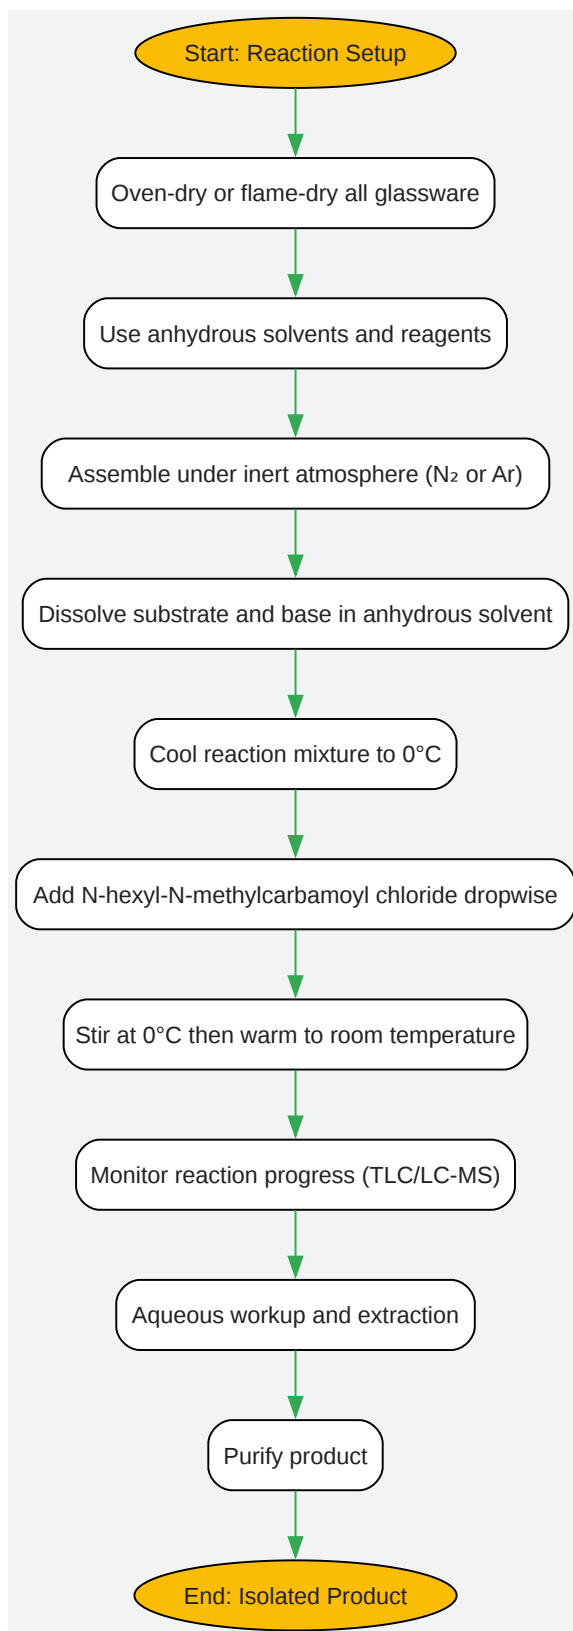 Start: Reaction Setup
Oven-dry or flame-dry all glassware
Use anhydrous solvents and reagents
Assemble under inert atmosphere (N₂ or Ar)
Dissolve substrate and base in anhydrous solvent
Cool reaction mixture to 0°C
Add N-hexyl-N-methylcarbamoyl chloride dropwise
Stir at 0°C then warm to room temperature
Monitor reaction progress (TLC/LC-MS)
Aqueous workup and extraction
Purify product
End: Isolated Product